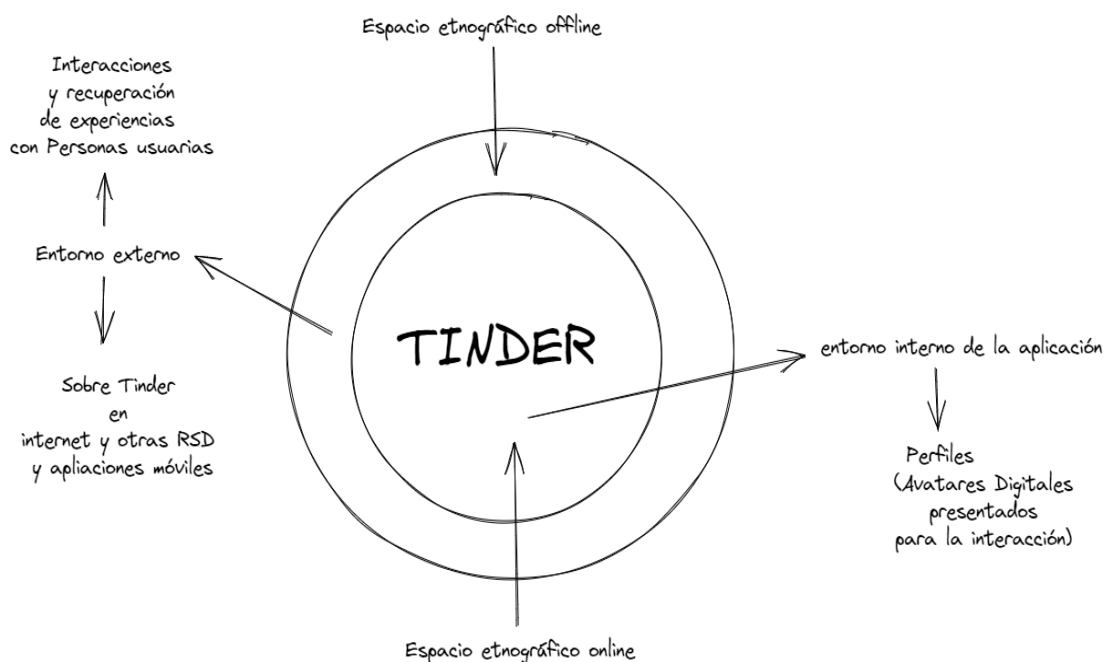 Espacio etnográfico offline
Interacciones
y recuperación
de experiencias
con Personas usuarias
Entorno externo
Sobre Tinder
en
internet y otras RSD
y apliaciones móviles
TINDER
entorno interno de la aplicación
Perfiles
(Avatares Digitales
presentados
para la interacción)
Espacio etnográfico online